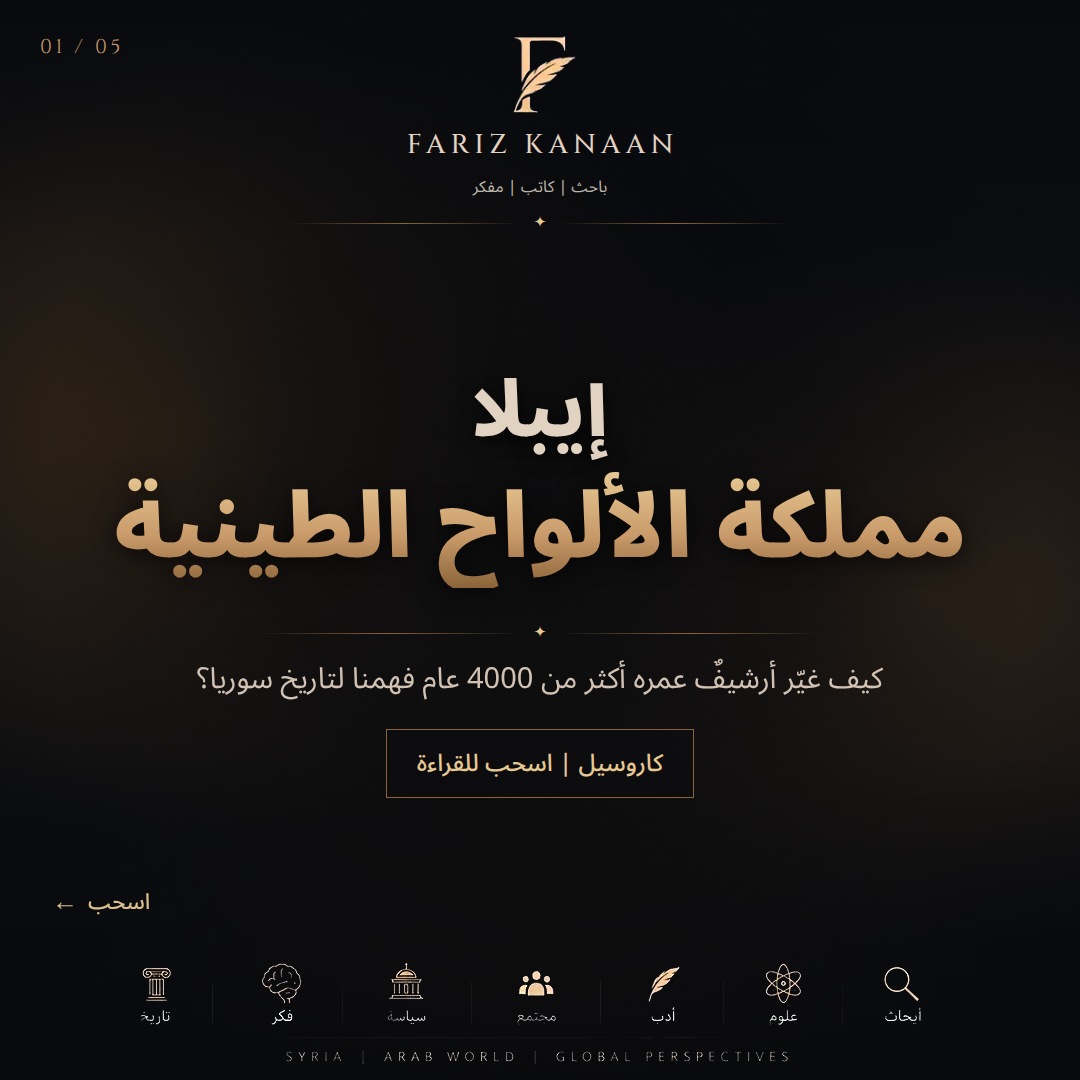 01 / 05
F
FARIZ KANAAN
باحث | كاتب | مفكر
إيبلا
مملكة الألواح الطينية
كيف غيّر أرشيفٌ عمره أكثر من 4000 عام فهمنا لتاريخ سوريا؟
كاروسيل | اسحب للقراءة
اسحب ←
أبحاث
علوم
أدب
مجتمع
سياسة
فكر
تاريخ
SYRIA | ARAB WORLD | GLOBAL PERSPECTIVES